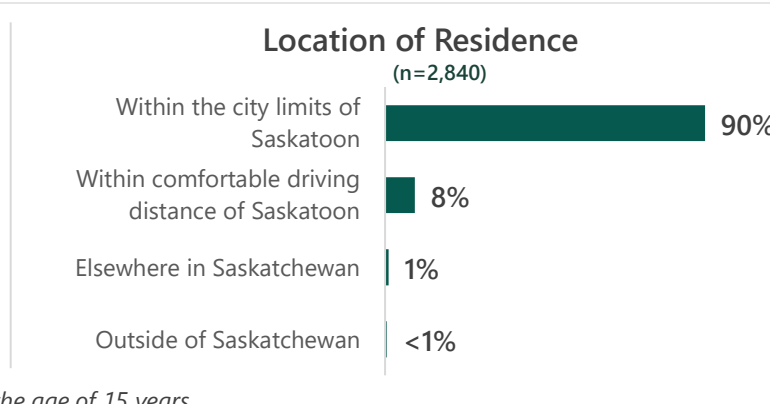 Location of Residence
(n=2,840)
Within the city limits of
Saskatoon
90%
Within comfortable driving
distance of Saskatoon
8%
Elsewhere in Saskatchewan
1%
Outside of Saskatchewan
<1%
the age of 15 years